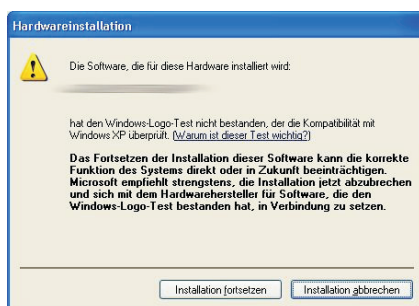 Hardwareinstallation
Die Software, die für diese Hardware installiert wird:
hat den Windows-Logo-Test nicht bestanden, der die Kompatibilität mit
Windows XP überprüft. (Warum ist dieser Test wichtig?)
Das Fortsetzen der Installation dieser Software kann die korrekte
Funktion des Systems direkt oder in Zukunft beeinträchtigen.
Microsoft empfiehlt strengstens, die Installation jetzt abzubrechen
und sich mit dem Hardwarehersteller für Software, die den
Windows-Logo-Test bestanden hat, in Verbindung zu setzen.
Installation fortsetzen
Installation abbrechen